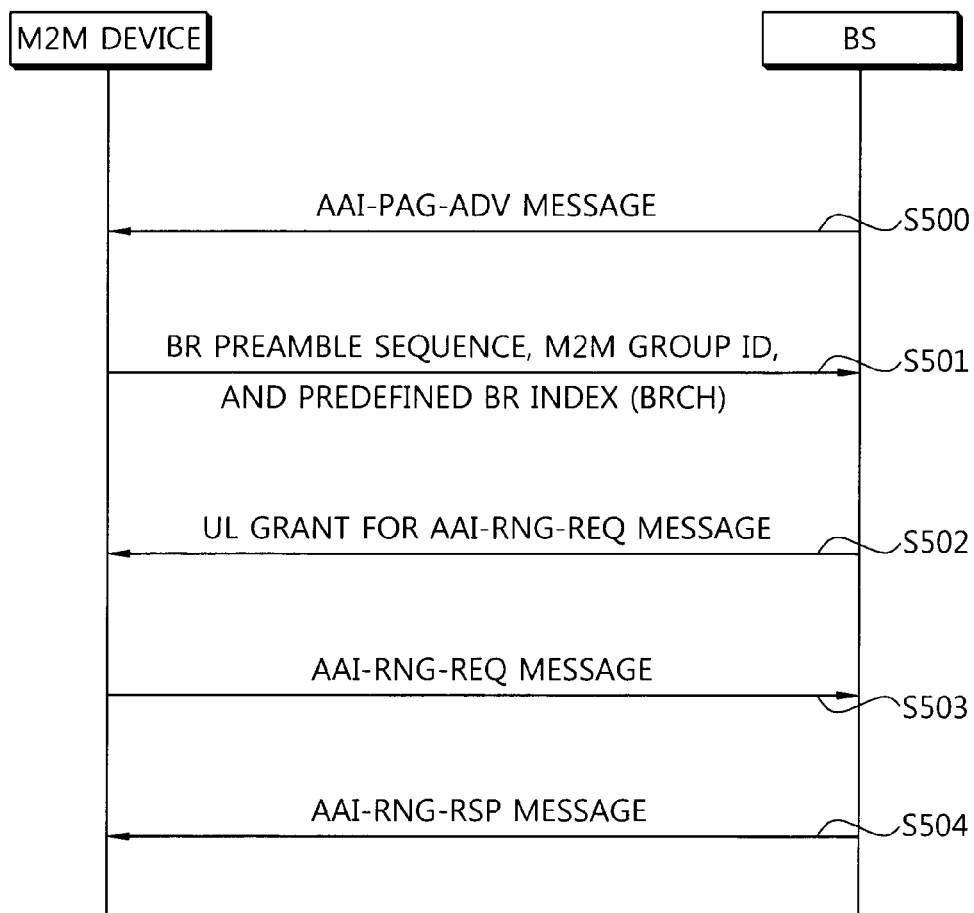 M2M DEVICE
BS
AAI-PAG-ADV MESSAGE
S500
BR PREAMBLE SEQUENCE, M2M GROUP ID,
AND PREDEFINED BR INDEX (BRCH)
S501
UL GRANT FOR AAI-RNG-REQ MESSAGE
S502
AAI-RNG-REQ MESSAGE
S503
AAI-RNG-RSP MESSAGE
S504